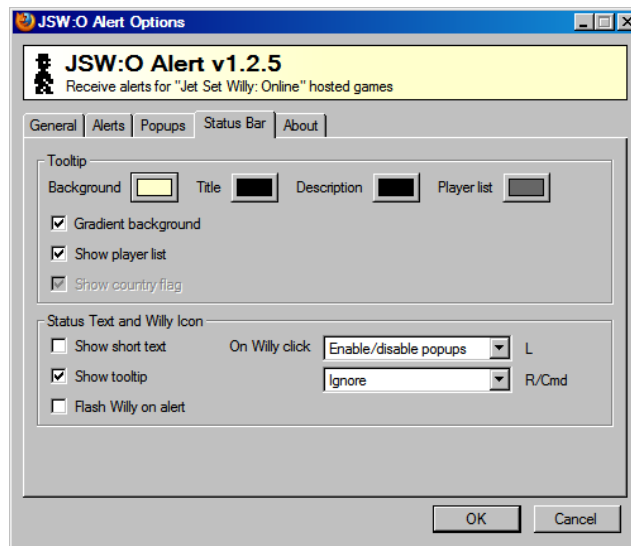 JSW:O Alert Options
JSW:O Alert v1.2.5
Receive alerts for "Jet Set Willy: Online" hosted games
General Alerts Popups Status Bar About
Tooltip
Background Title Description Player list
Gradient background
Show player list
Show country flag
Status Text and Willy Icon
Show short text On Willy click Enable/disable popups L
Show tooltip Ignore R/Cmd
Flash Willy on alert
OK Cancel